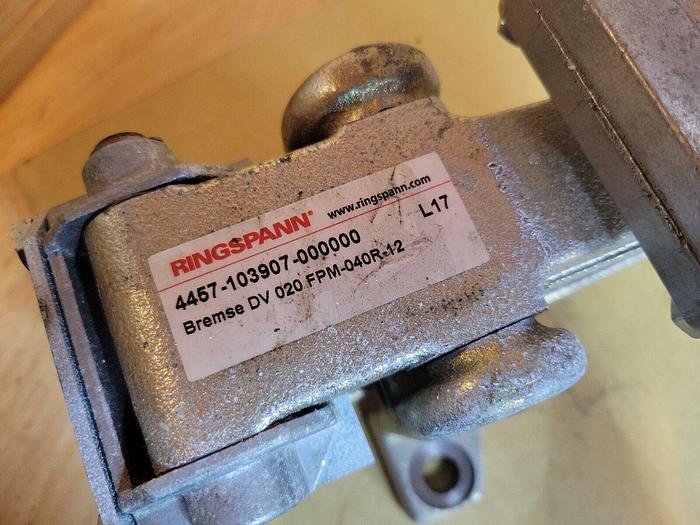 RINGSPANN® www.ringspann.com
4457-103907-000000 L17
Bremse DV 020 FPM-040R-12